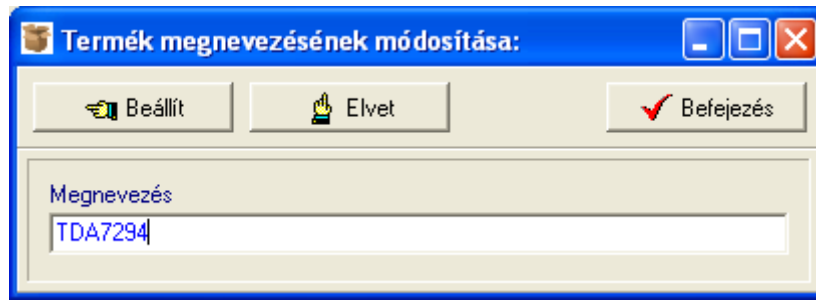 Termék megnevezésének módosítása:
Beállít Elvet Befejezés
Megnevezés
TDA7294